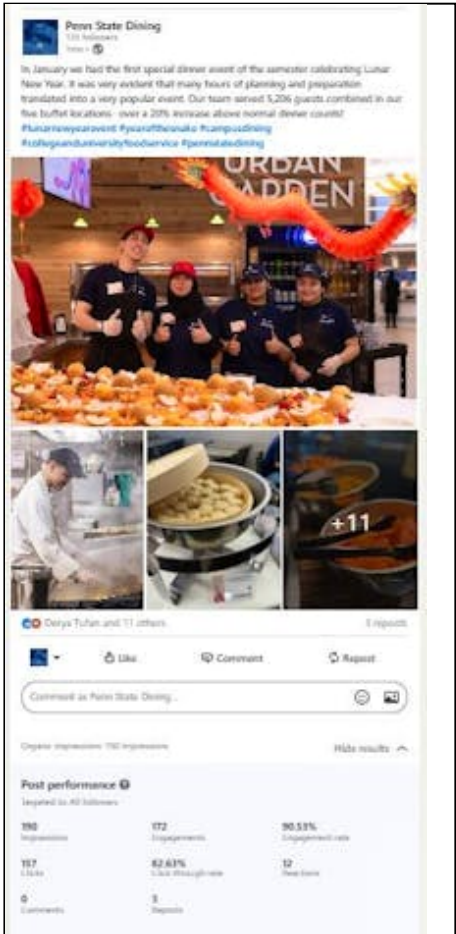 Penn State Dining
followers
In January we had the first special dinner event of the semester celebrating Lunar
New Year. It was very evident that many hours of planning and preparation
translated into a very popular event. Our team served 5,206 guests combined in our
five buffet locations - over a 20% increase above normal dinner counts!
#lunarnewyearevent #yearofthesnake #campusdining
#collegeanduniversityfoodservice #pennstatedining
URBAN
GARDEN
+11
Derya Tufan and 11 others
3 reposts
Like Comment Repost
Comment as Penn State Dining...
Organic impressions: 190 Impressions
Hide results
Post performance
Targeted to: All followers
190 172 90.53%
Impressions Engagements Engagement rate
157 82.63% 12
Clicks Click-through rate Reactions
0 3
Comments Reposts